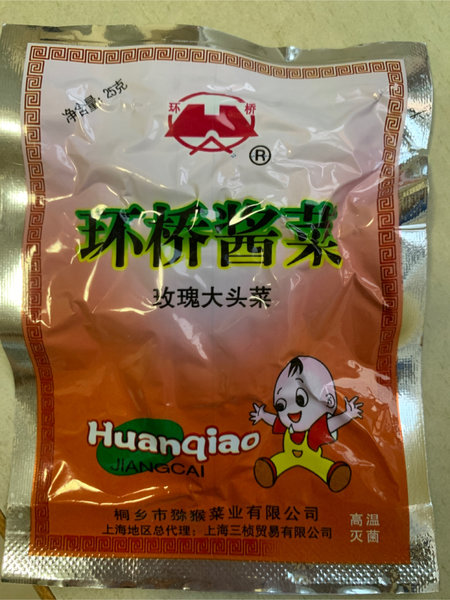 净含量:25克
环 桥
®
环桥酱菜
玫瑰大头菜
Huanqiao
JIANGCAI
桐乡市猕猴菜业有限公司
上海地区总代理:上海三桢贸易有限公司
高温
灭菌